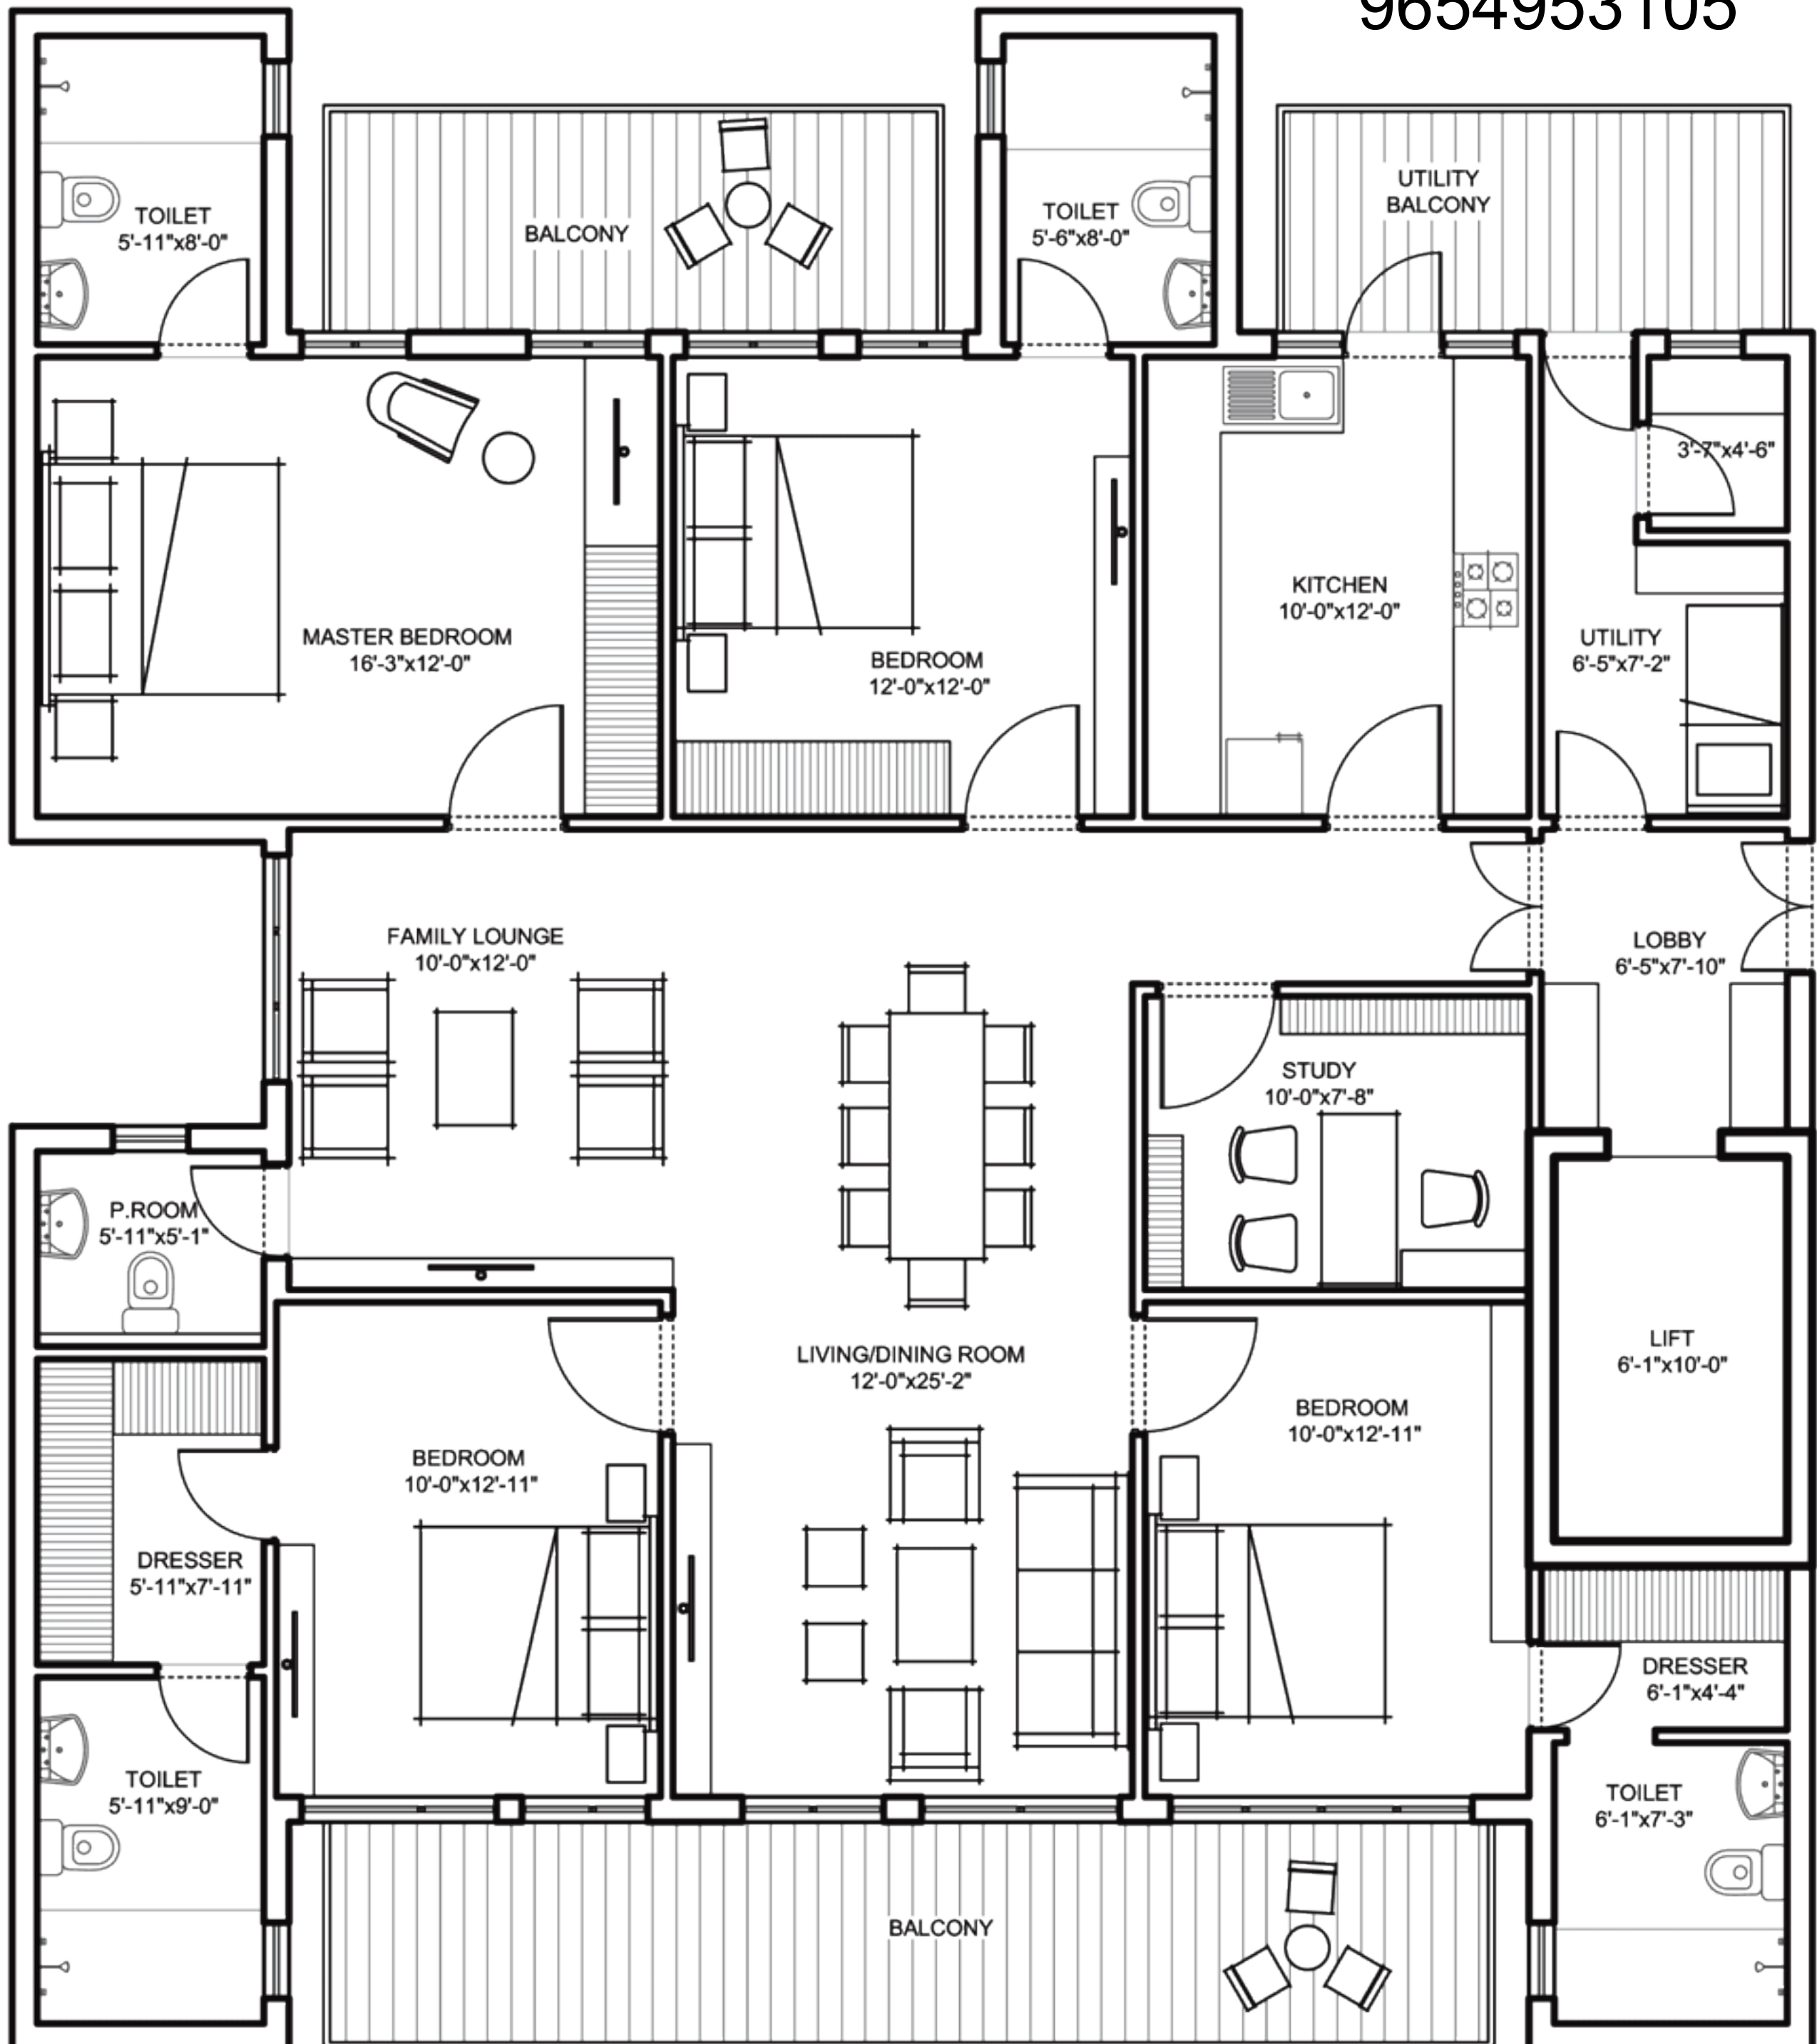 9654953105
UTILITY
BALCONY
TOILET
5'-11"x8'-0"
BALCONY
TOILET
5'-6"x8'-0"
3'-7"x4'-6"
KITCHEN
10'-0"x12'-0"
MASTER BEDROOM
16'-3"x12'-0"
BEDROOM
12'-0"x12'-0"
UTILITY
6'-5"x7'-2"
FAMILY LOUNGE
10'-0"x12'-0"
LOBBY
6'-5"x7'-10"
STUDY
10'-0"x7'-8"
P.ROOM
5'-11"x5'-1"
LIVING/DINING ROOM
12'-0"x25'-2"
LIFT
6'-1"x10'-0"
BEDROOM
10'-0"x12'-11"
BEDROOM
10'-0"x12'-11"
DRESSER
5'-11"x7'-11"
DRESSER
6'-1"x4'-4"
TOILET
5'-11"x9'-0"
TOILET
6'-1"x7'-3"
BALCONY